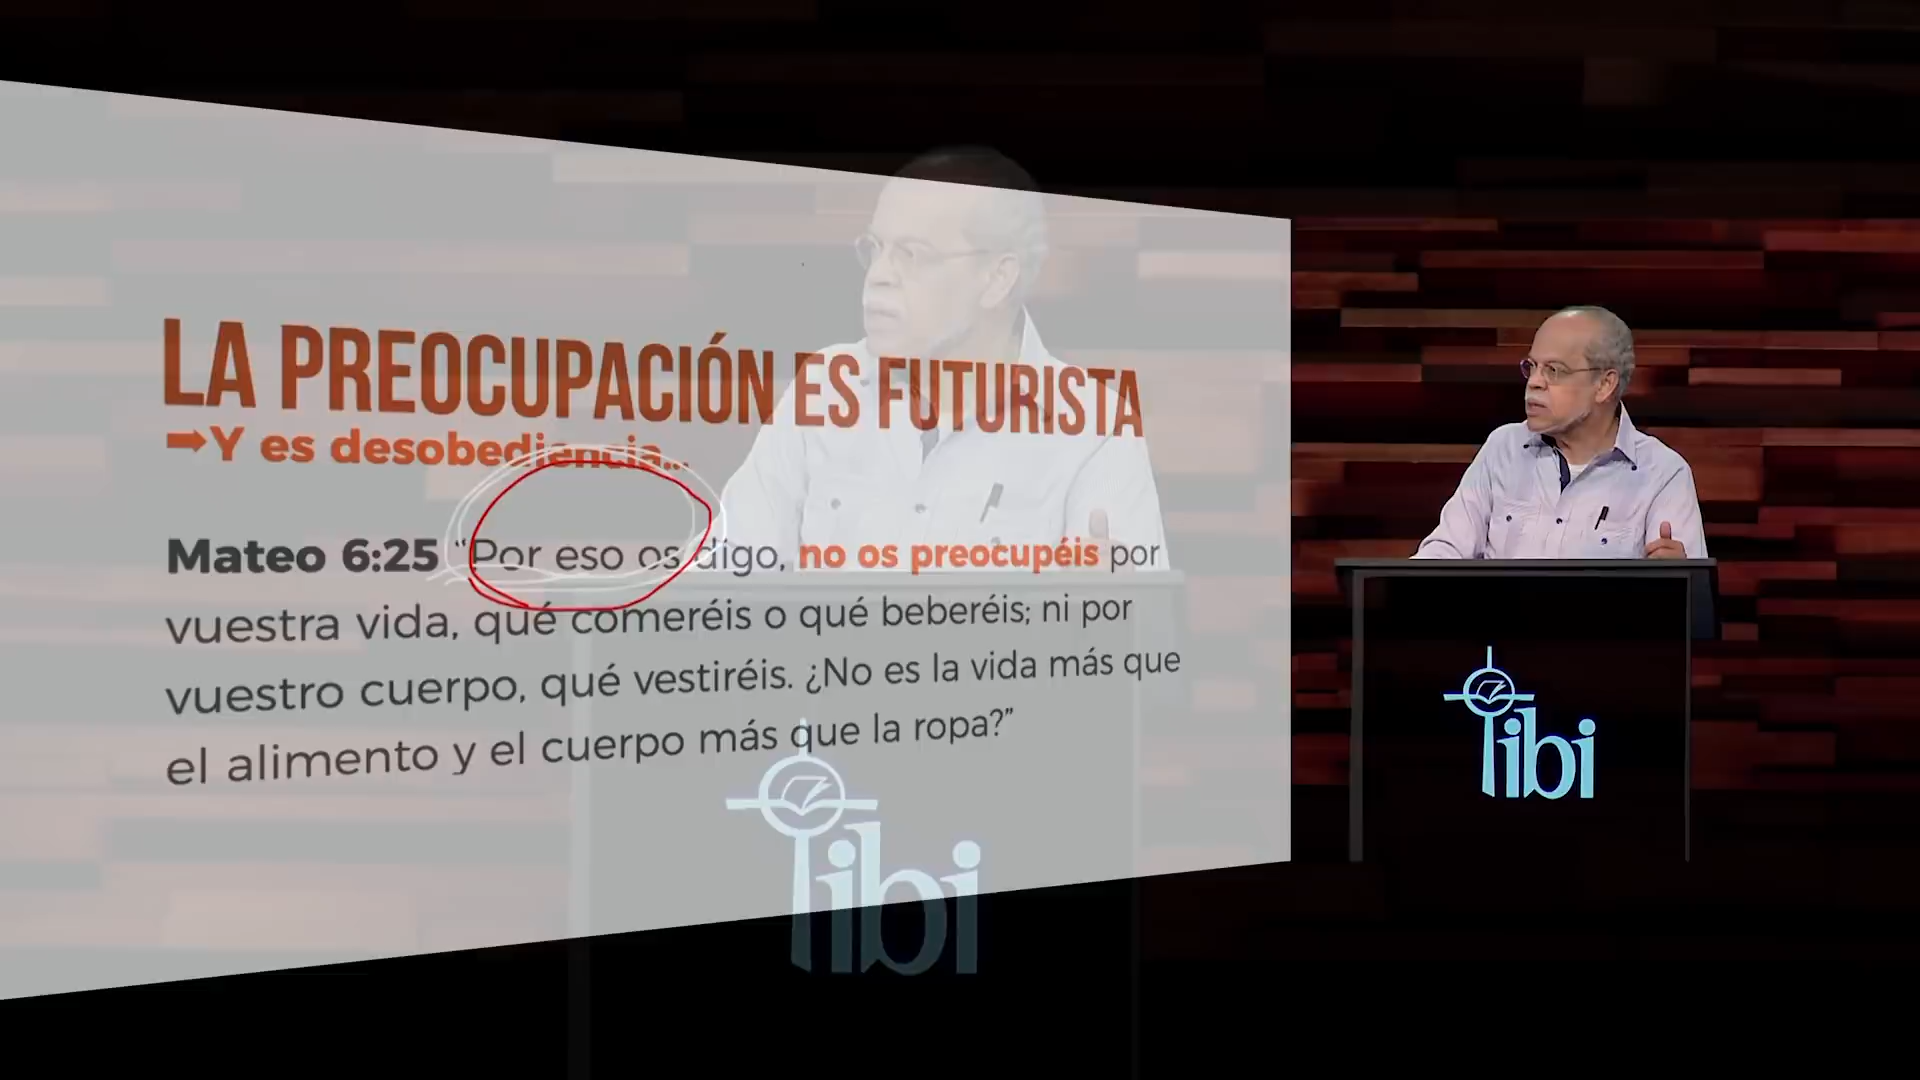 LA PREOCUPACIÓN ES FUTURISTA
➡Y es desobediencia...
Mateo 6:25 “Por eso os digo, no os preocupéis por
vuestra vida, qué comeréis o qué beberéis; ni por
vuestro cuerpo, qué vestiréis. ¿No es la vida más que
el alimento y el cuerpo más que la ropa?”
ibi
ibi